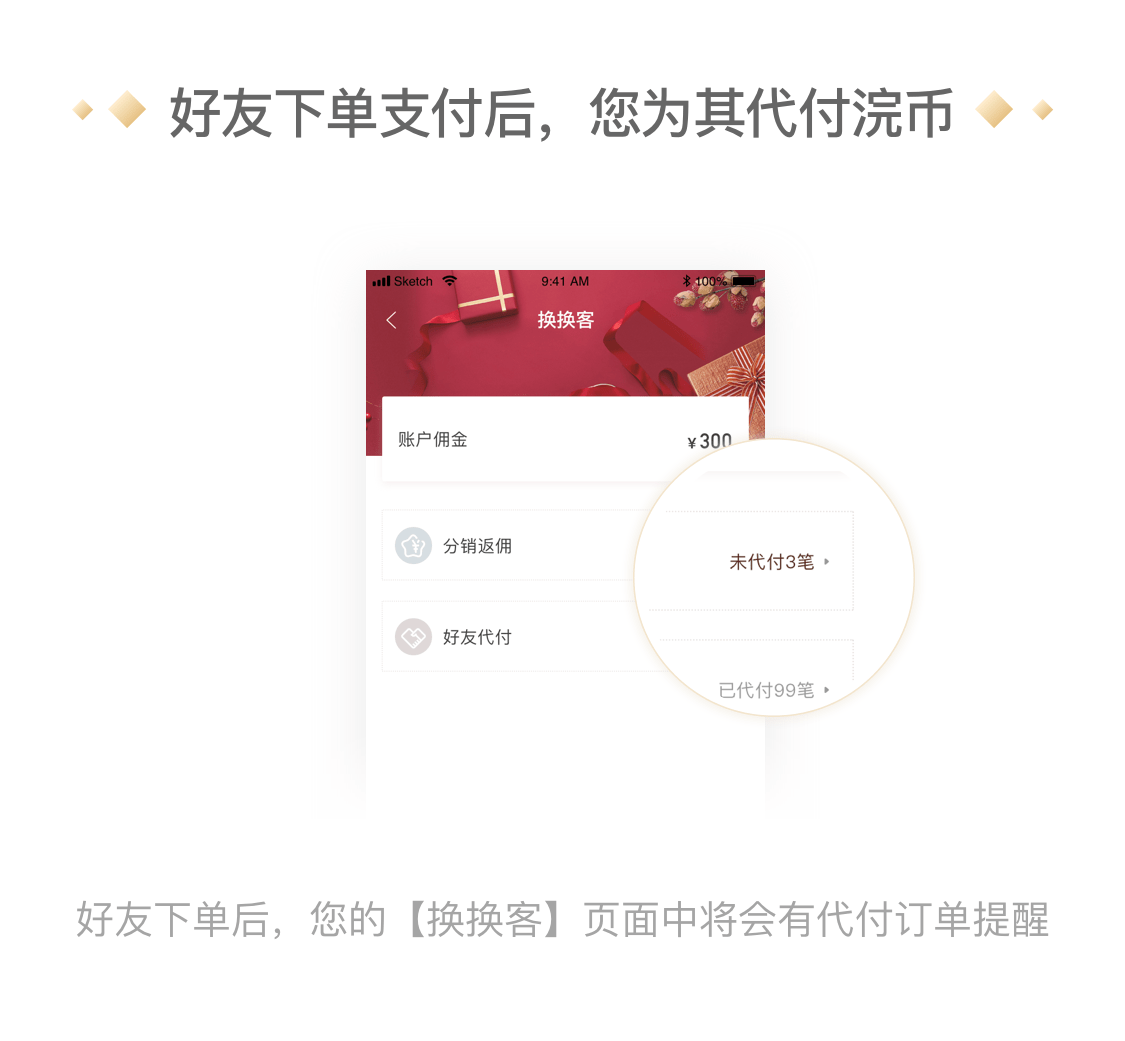 好友下单支付后，您为其代付浣币
Sketch 9:41 AM 100%
换换客
账户佣金 ¥300
分销返佣
未代付3笔
好友代付
已代付99笔
好友下单后，您的【换换客】页面中将会有代付订单提醒